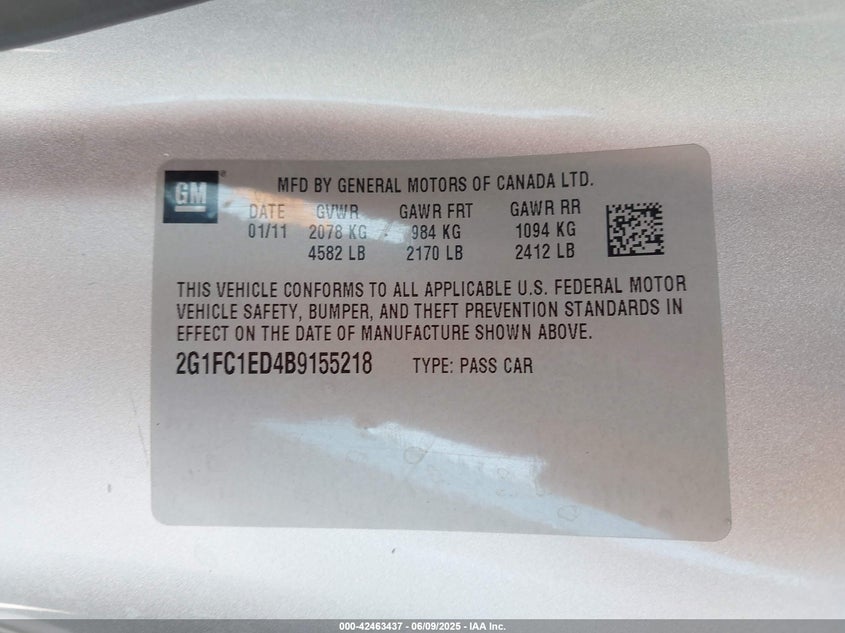 GM
MFD BY GENERAL MOTORS OF CANADA LTD.
DATE GVWR GAWR FRT GAWR RR
01/11 2078 KG 984 KG 1094 KG
4582 LB 2170 LB 2412 LB
THIS VEHICLE CONFORMS TO ALL APPLICABLE U.S. FEDERAL MOTOR
VEHICLE SAFETY, BUMPER, AND THEFT PREVENTION STANDARDS IN
EFFECT ON THE DATE OF MANUFACTURE SHOWN ABOVE.
2G1FC1ED4B9155218 TYPE: PASS CAR
000-42463437 - 06/09/2025 - IAA Inc.